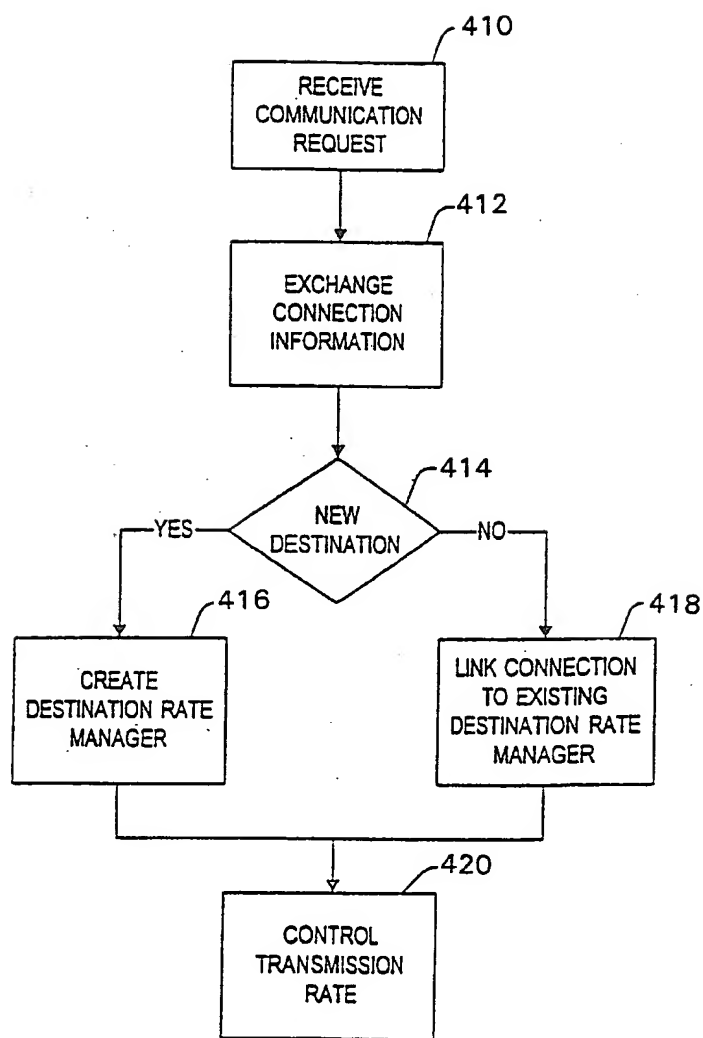 410
RECEIVE
COMMUNICATION
REQUEST
412
EXCHANGE
CONNECTION
INFORMATION
414
NEW
DESTINATION
YES
NO
416
CREATE
DESTINATION RATE
MANAGER
418
LINK CONNECTION
TO EXISTING
DESTINATION RATE
MANAGER
420
CONTROL
TRANSMISSION
RATE